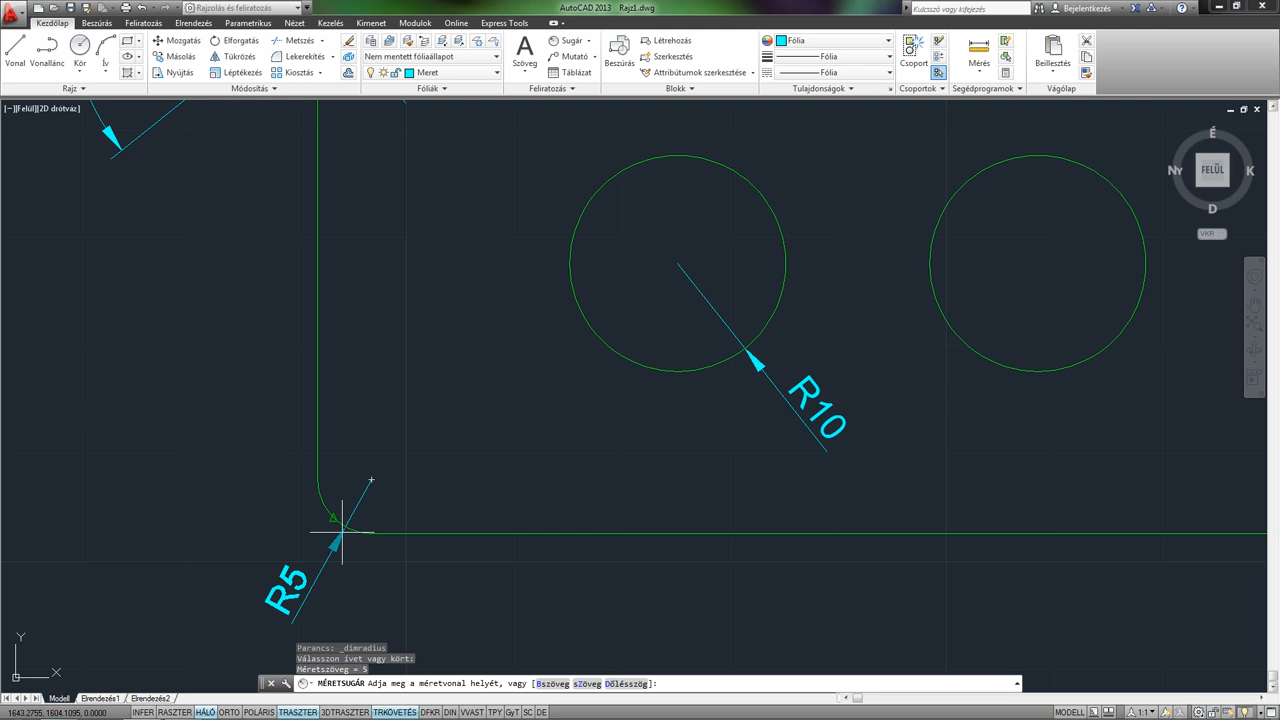 Rajzolás és feliratozás
AutoCAD 2013 Rajz1.dwg
Kulcsszó vagy kifejezés
Bejelentkezés
Kezdőlap Beszúrás Feliratozás Elrendezés Parametrikus Nézet Kezelés Kimenet Modulok Online Express Tools
Vonal
Vonallánc
Kör
Ív
Mozgatás
Másolás
Nyújtás
Elforgatás
Tükrözés
Léptékezés
Metszés
Lekerekítés
Kiosztás
Nem mentett fóliaállapot
Meret
Szöveg
Sugár
Mutató
Táblázat
Beszúrás
Létrehozás
Szerkesztés
Attribútumok szerkesztése
Fólia
Fólia
Fólia
Csoport
Mérés
Beillesztés
Rajz Módosítás Fóliák Feliratozás Blokk Tulajdonságok Csoportok Segédprogramok Vágólap
[−][Felül][2D drótváz]
É
NY FELÜL K
D
VKR
R10
R5
Y
X
Parancs: _dimradius
Válasszon ívet vagy kört:
Méretszöveg = 5
MÉRETSUGÁR Adja meg a méretvonal helyét, vagy [Bszöveg sZöveg Dőlésszög]:
Modell Elrendezés1 Elrendezés2
1643.2755, 1604.1095, 0.0000
INFER RASZTER HÁLÓ ORTO POLÁRIS TRASZTER 3DTRASZTER TRKÖVETÉS DFKR DIN VVAST TPY GyT SC DE
MODELL
1:1